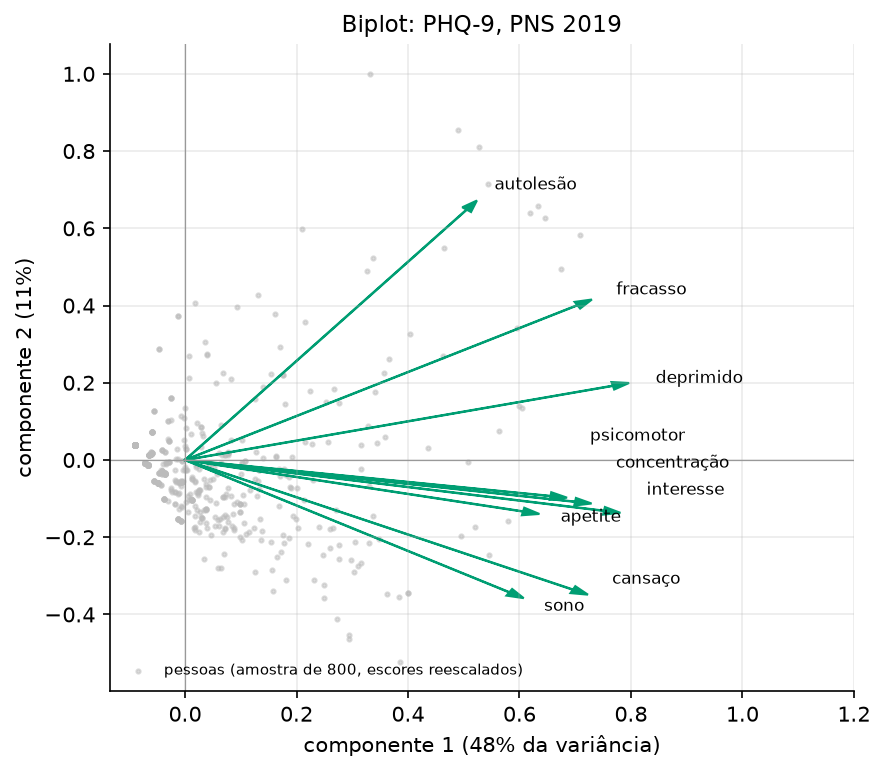 Biplot: PHQ-9, PNS 2019
componente 2 (11%)
1.0
0.8
0.6
0.4
0.2
0.0
−0.2
−0.4
autolesão
fracasso
deprimido
psicomotor
concentração
interesse
apetite
cansaço
sono
pessoas (amostra de 800, escores reescalados)
0.0 0.2 0.4 0.6 0.8 1.0 1.2
componente 1 (48% da variância)